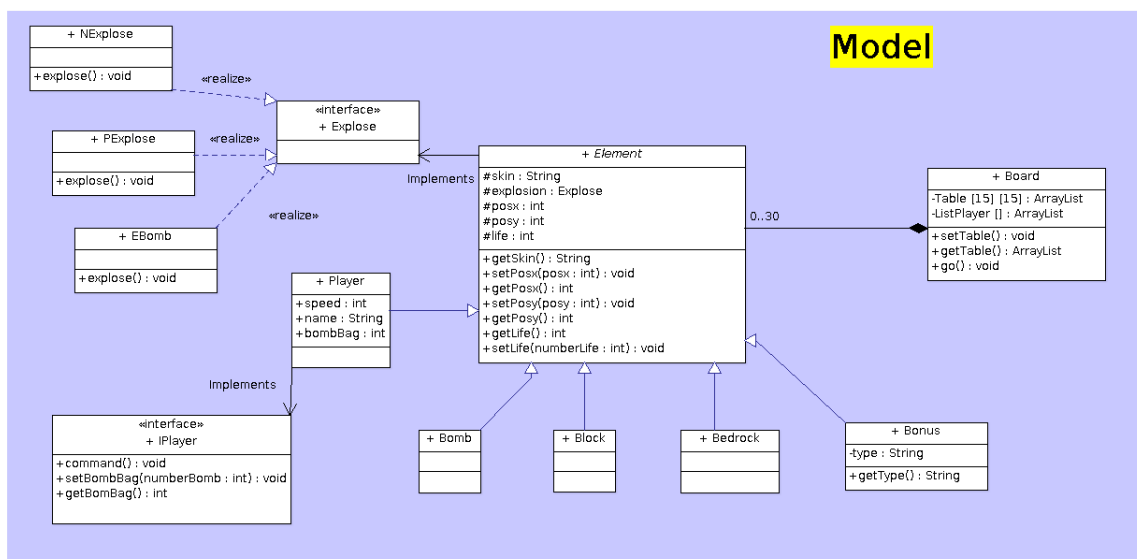 Model
+ NExplose
+explose() : void
«realize»
«interface»
+ Explose
+ PExplose
+explose() : void
«realize»
+ EBomb
+explose() : void
«realize»
Implements
+ Element
#skin : String
#explosion : Explose
#posx : int
#posy : int
#life : int
+getSkin() : String
+setPosx(posx : int) : void
+getPosx() : int
+setPosy(posy : int) : void
+getPosy() : int
+getLife() : int
+setLife(numberLife : int) : void
0..30
+ Board
-Table [15] [15] : ArrayList
-ListPlayer [] : ArrayList
+setTable() : void
+getTable() : ArrayList
+go() : void
+ Player
+speed : int
+name : String
+bombBag : int
Implements
«interface»
+ IPlayer
+command() : void
+setBombBag(numberBomb : int) : void
+getBomBag() : int
+ Bomb
+ Block
+ Bedrock
+ Bonus
-type : String
+getType() : String